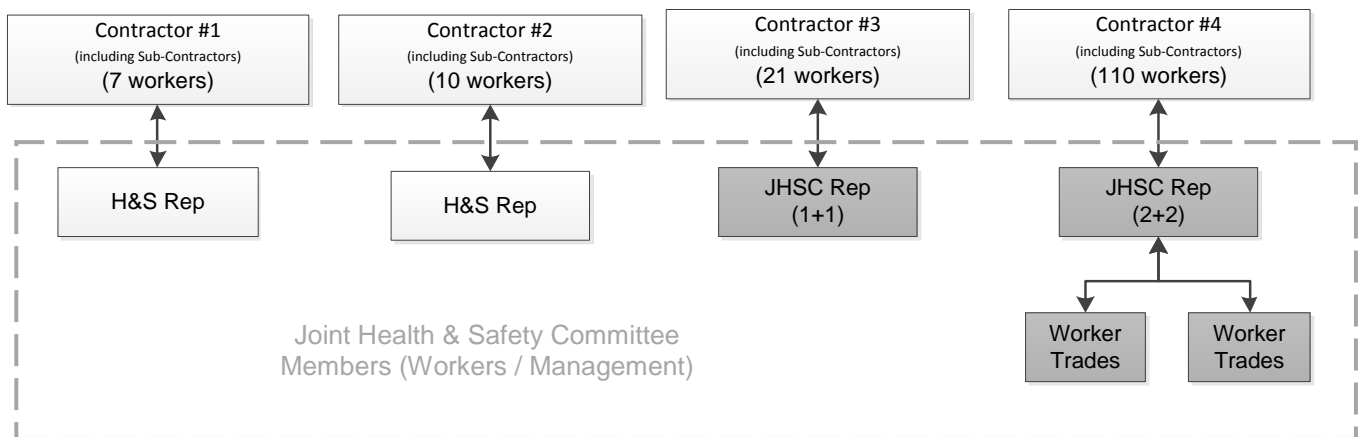 Contractor #1
(including Sub-Contractors)
(7 workers)
Contractor #2
(including Sub-Contractors)
(10 workers)
Contractor #3
(including Sub-Contractors)
(21 workers)
Contractor #4
(including Sub-Contractors)
(110 workers)
H&S Rep
H&S Rep
JHSC Rep
(1+1)
JHSC Rep
(2+2)
Joint Health & Safety Committee
Members (Workers / Management)
Worker
Trades
Worker
Trades